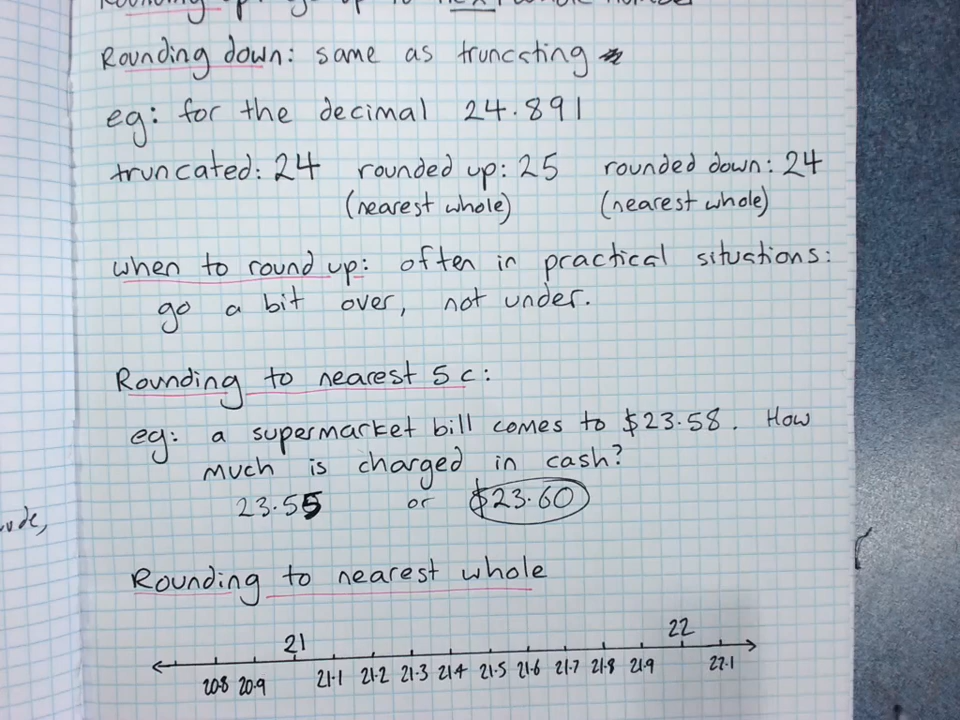 Rounding down: same as truncating
eg: for the decimal 24.891
truncated: 24 rounded up: 25 rounded down: 24
(nearest whole) (nearest whole)
when to round up: often in practical situations:
go a bit over, not under.
Rounding to nearest 5c:
eg: a supermarket bill comes to $23.58. How
much is charged in cash?
23.55 or $23.60
Rounding to nearest whole
21 22
20.8 20.9 21.1 21.2 21.3 21.4 21.5 21.6 21.7 21.8 21.9 22.1